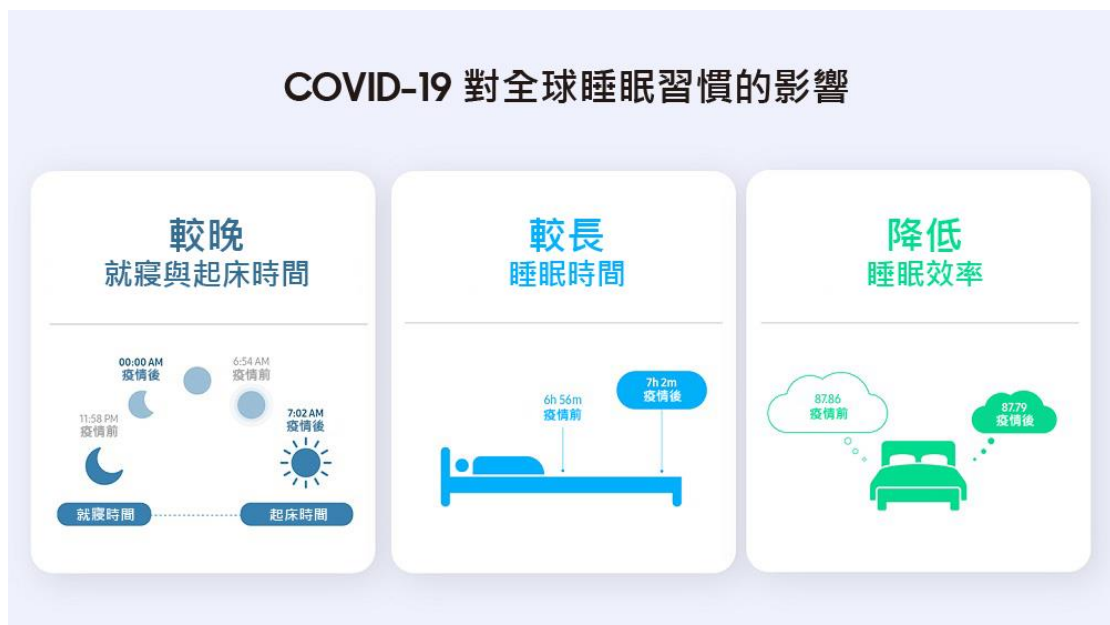 COVID-19 對全球睡眠習慣的影響
較晚
就寢與起床時間
00:00 AM
疫情後
6:54 AM
疫情前
11:58 PM
疫情前
7:02 AM
疫情後
就寢時間
起床時間
較長
睡眠時間
6h 56m
疫情前
7h 2m
疫情後
降低
睡眠效率
87.86
疫情前
87.79
疫情後